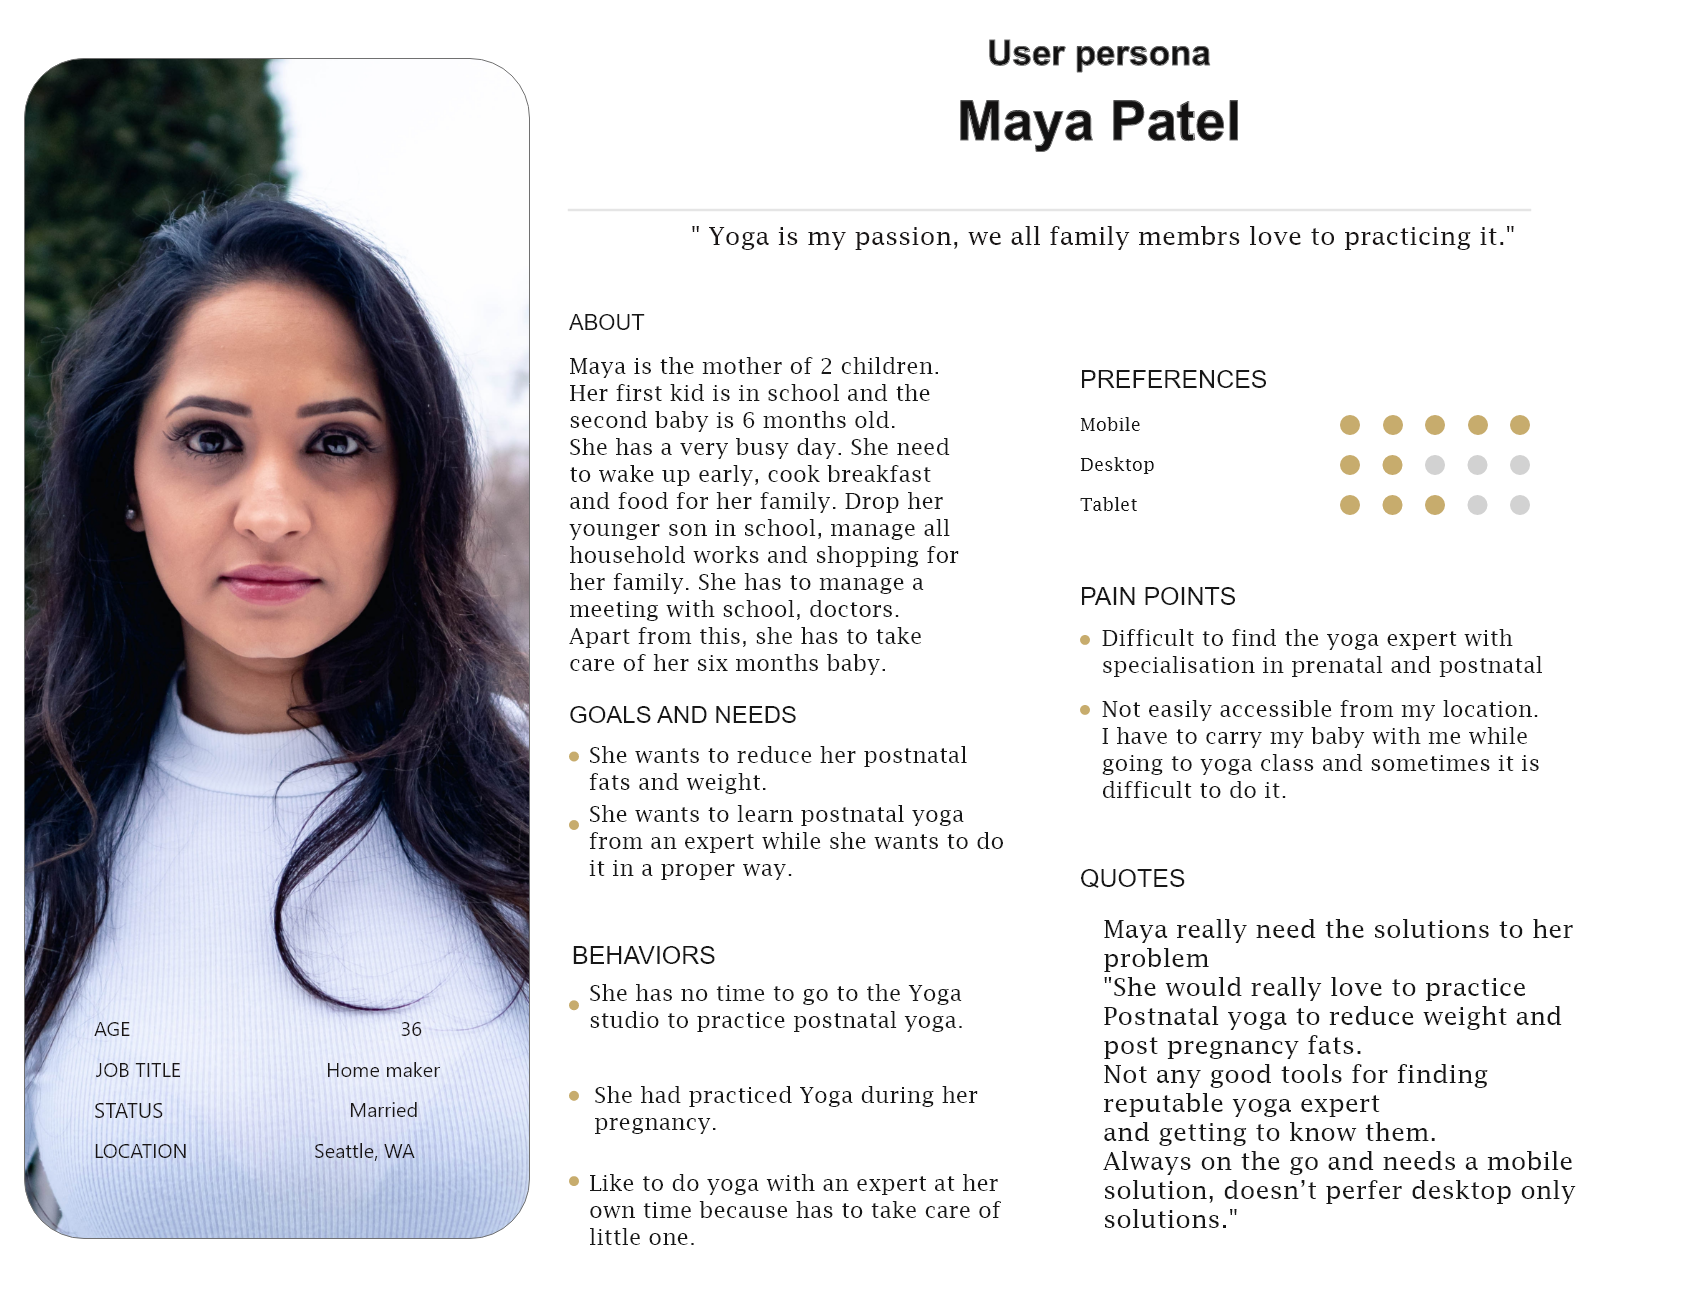 User persona
Maya Patel
" Yoga is my passion, we all family membrs love to practicing it."
ABOUT
Maya is the mother of 2 children.
Her first kid is in school and the
second baby is 6 months old.
She has a very busy day. She need
to wake up early, cook breakfast
and food for her family. Drop her
younger son in school, manage all
household works and shopping for
her family. She has to manage a
meeting with school, doctors.
Apart from this, she has to take
care of her six months baby.
GOALS AND NEEDS
She wants to reduce her postnatal
fats and weight.
She wants to learn postnatal yoga
from an expert while she wants to do
it in a proper way.
BEHAVIORS
She has no time to go to the Yoga
studio to practice postnatal yoga.
She had practiced Yoga during her
pregnancy.
Like to do yoga with an expert at her
own time because has to take care of
little one.
PREFERENCES
Mobile
Desktop
Tablet
PAIN POINTS
Difficult to find the yoga expert with
specialisation in prenatal and postnatal
Not easily accessible from my location.
I have to carry my baby with me while
going to yoga class and sometimes it is
difficult to do it.
QUOTES
Maya really need the solutions to her
problem
"She would really love to practice
Postnatal yoga to reduce weight and
post pregnancy fats.
Not any good tools for finding
reputable yoga expert
and getting to know them.
Always on the go and needs a mobile
solution, doesn’t perfer desktop only
solutions."
AGE 36
JOB TITLE Home maker
STATUS Married
LOCATION Seattle, WA